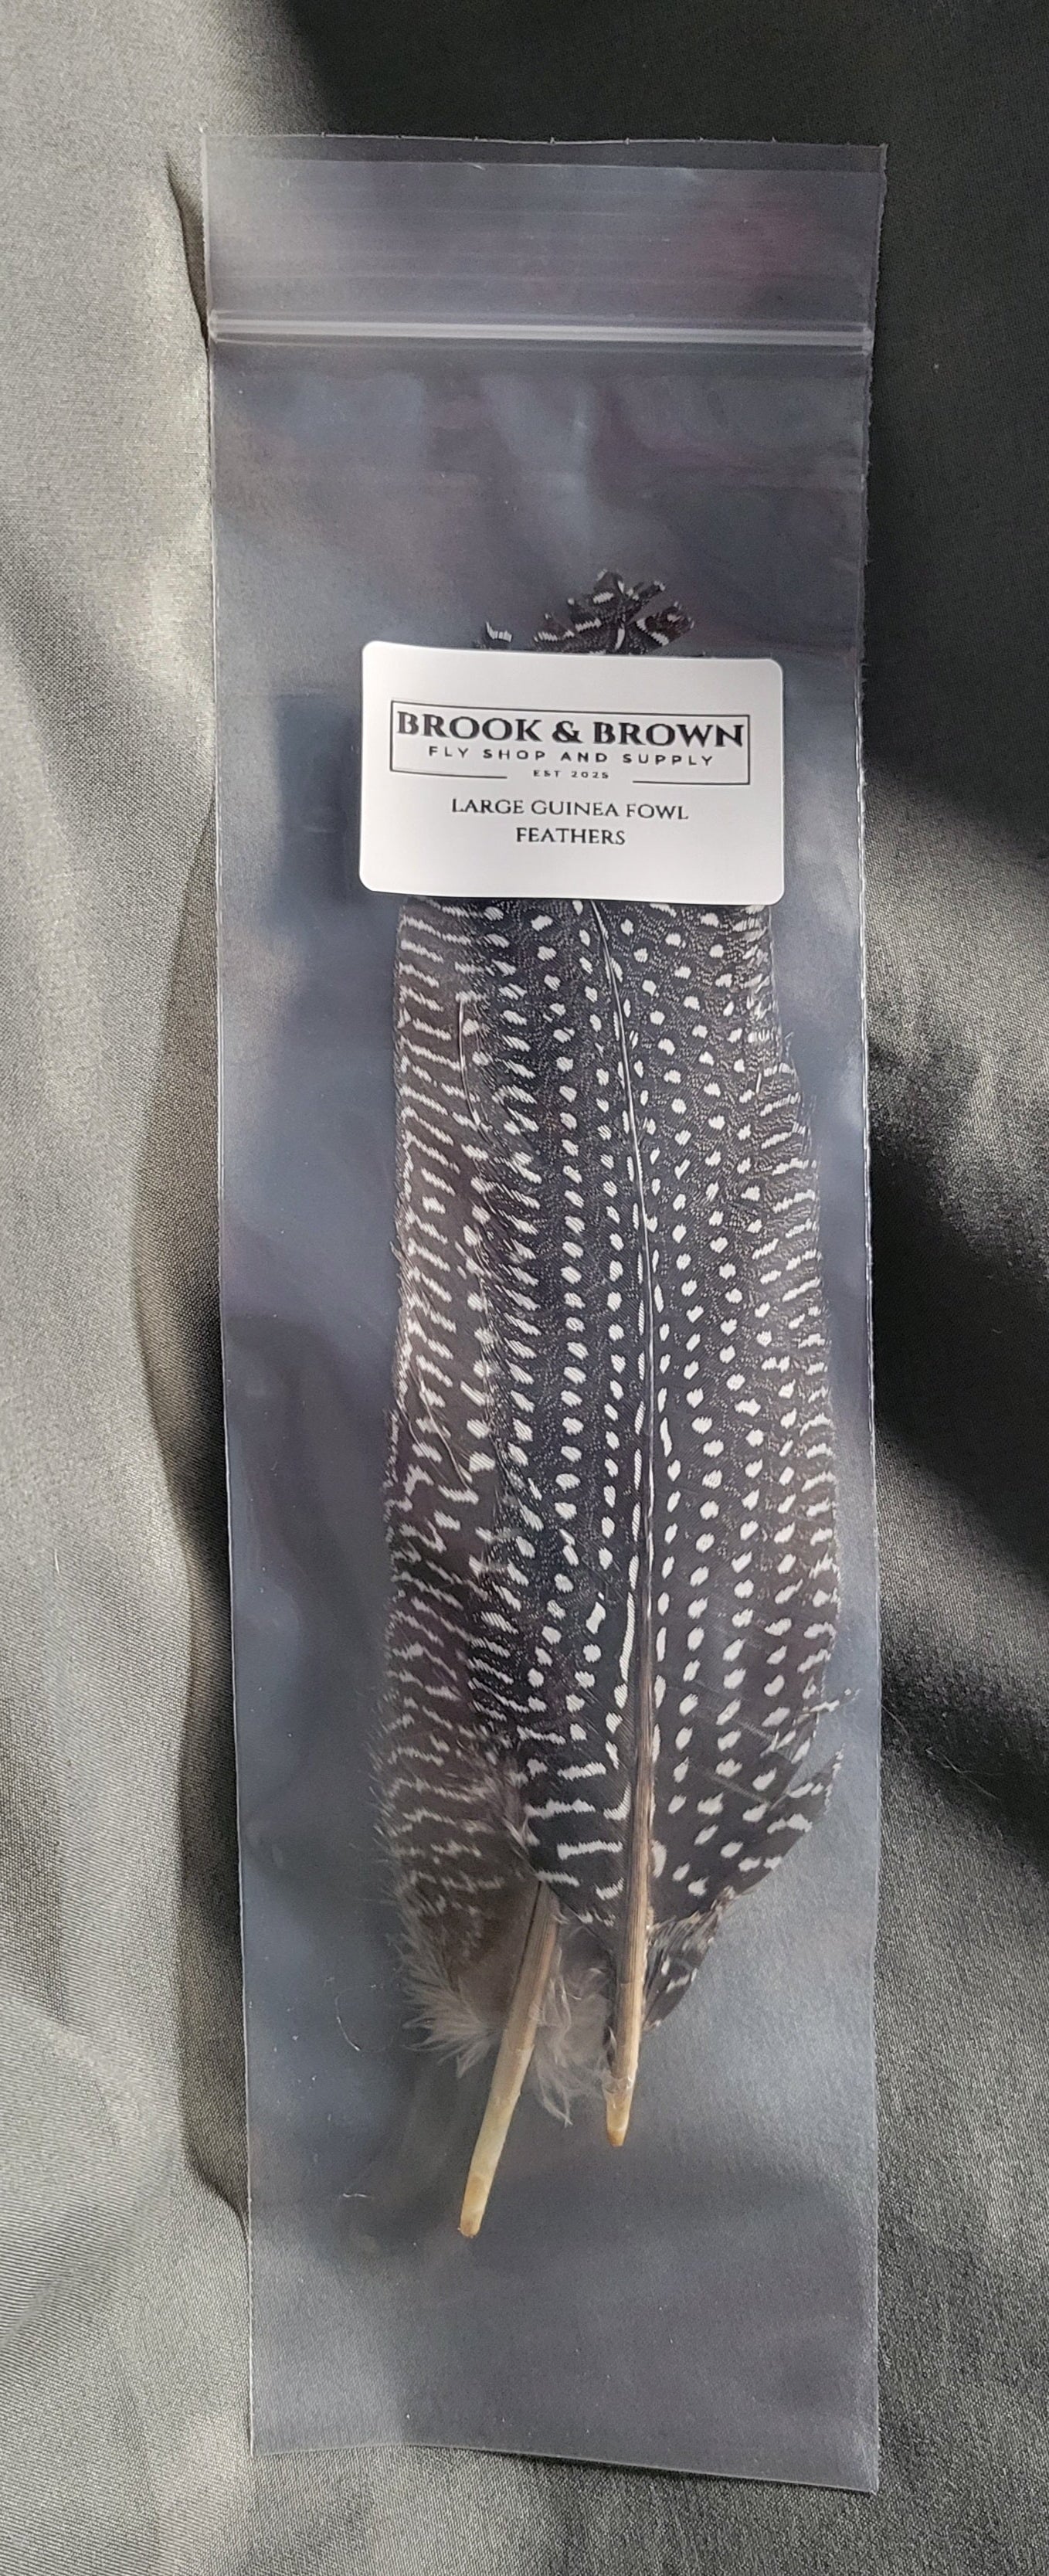 BROOK & BROWN
FLY SHOP AND SUPPLY
EST 2025
LARGE GUINEA FOWL
FEATHERS